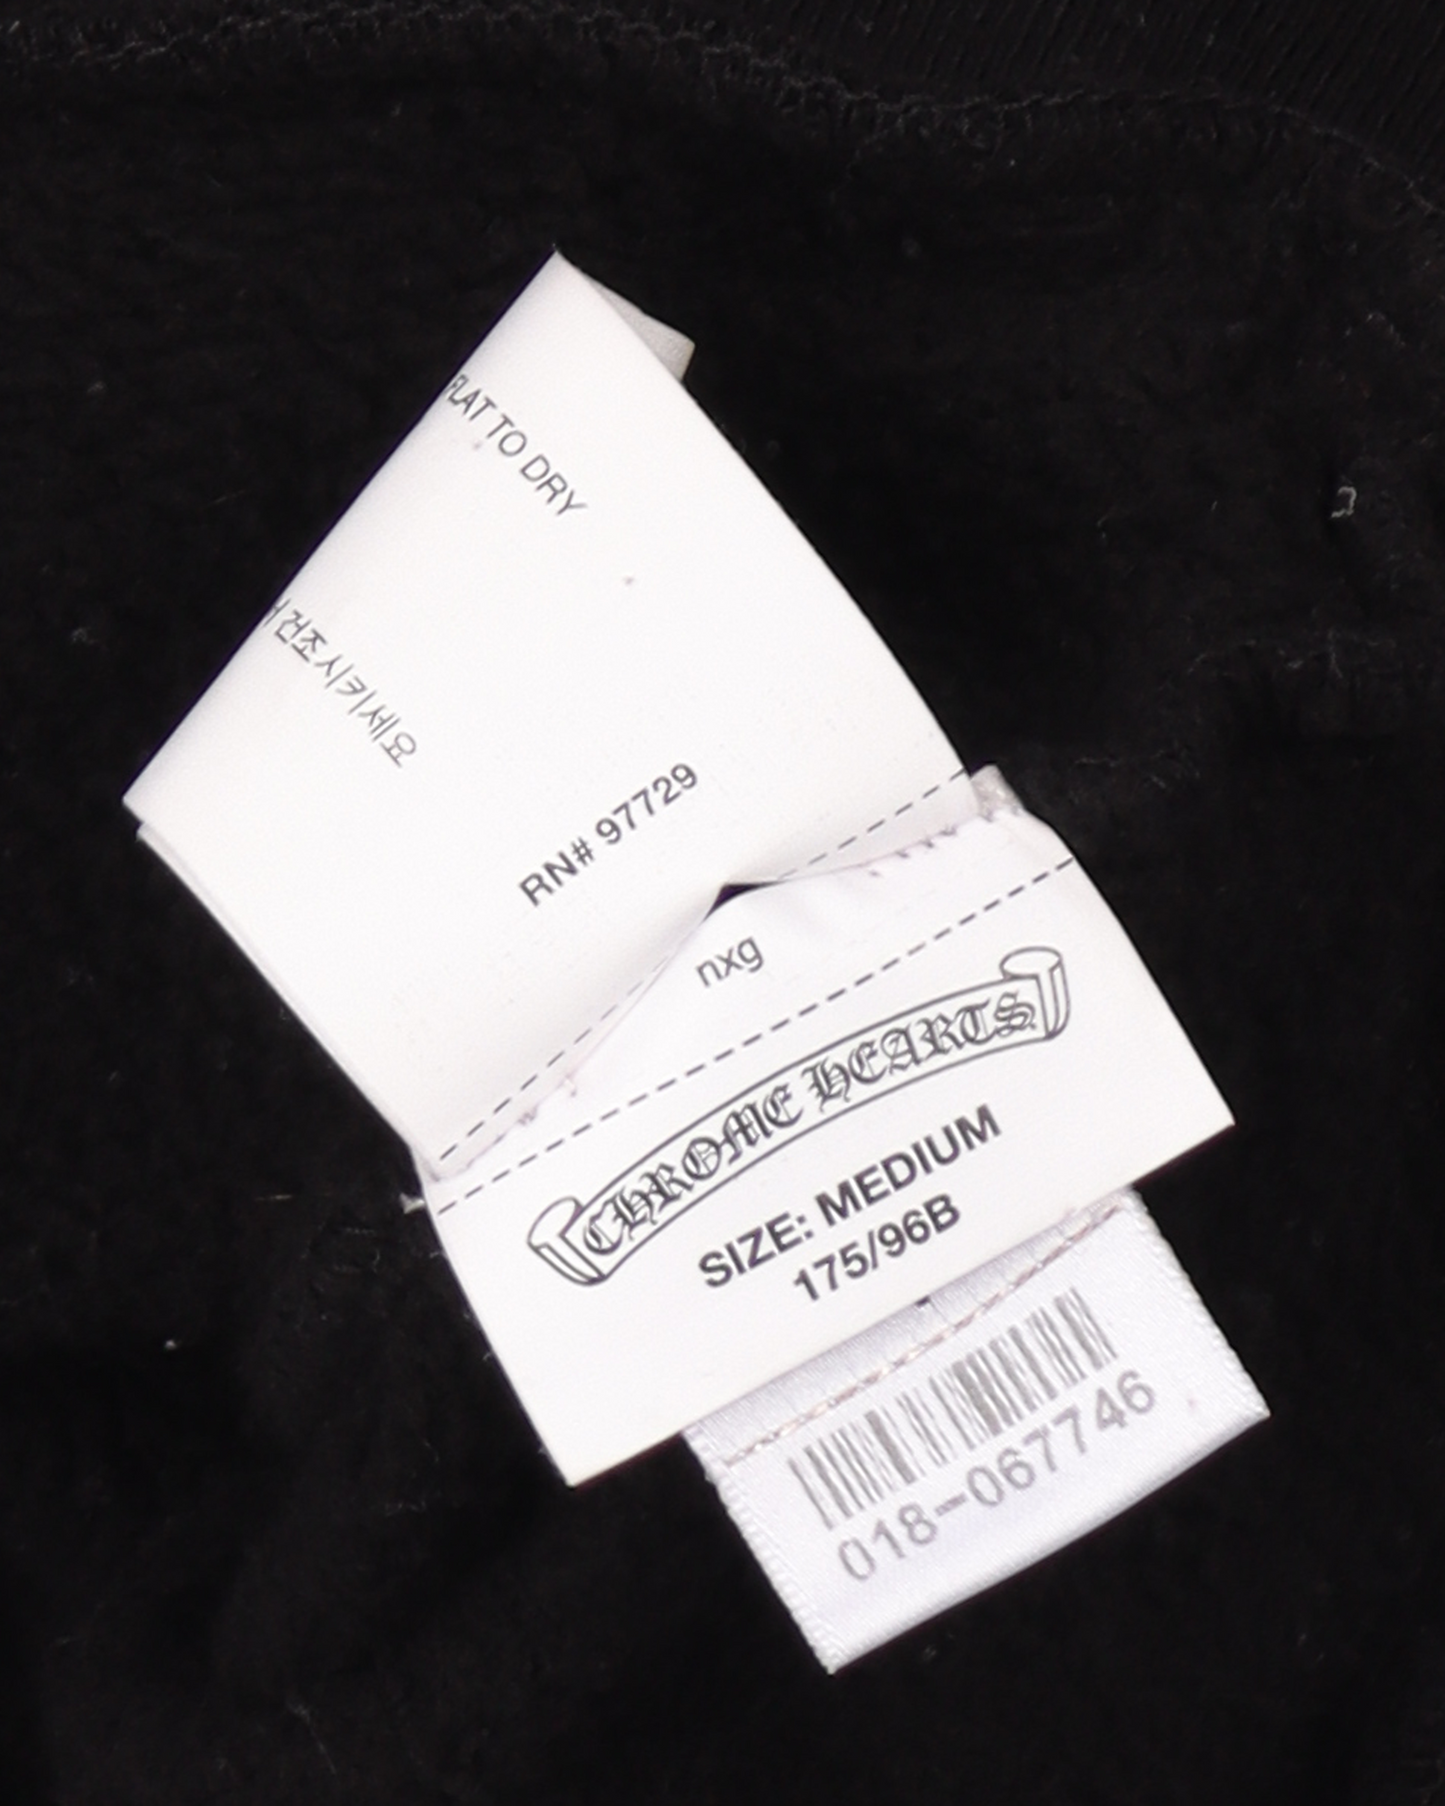 FLAT TO DRY
건조시키세요
RN# 97729
nxg
CHROME HEARTS
SIZE: MEDIUM
175/96B
018-067746